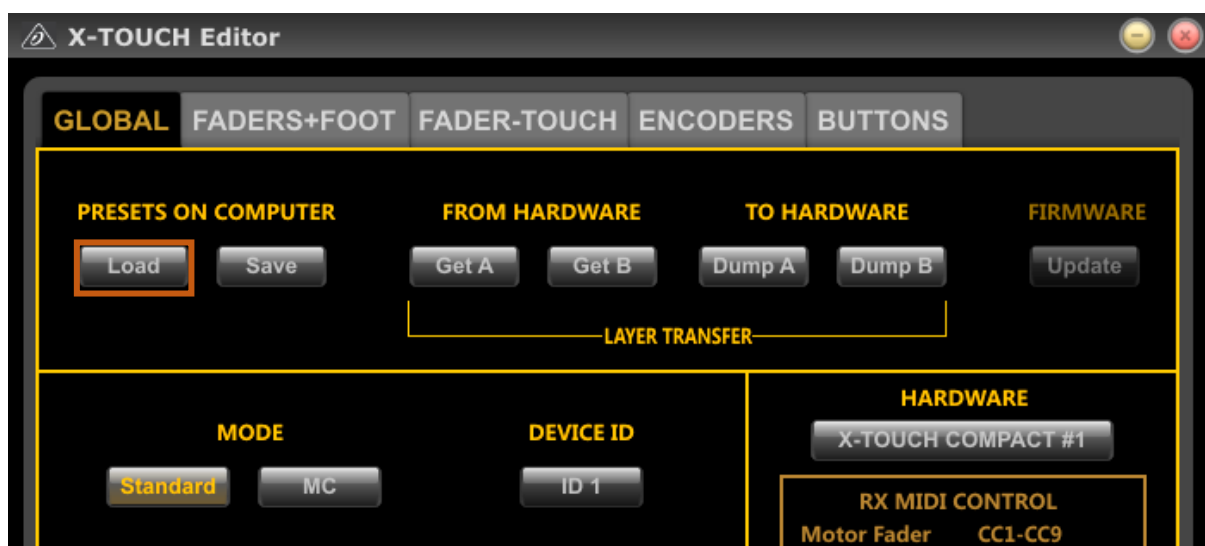 X-TOUCH Editor
GLOBAL FADERS+FOOT FADER-TOUCH ENCODERS BUTTONS
PRESETS ON COMPUTER FROM HARDWARE TO HARDWARE FIRMWARE
Load Save Get A Get B Dump A Dump B Update
LAYER TRANSFER
MODE DEVICE ID
Standard MC ID 1
HARDWARE
X-TOUCH COMPACT #1
RX MIDI CONTROL
Motor Fader CC1-CC9